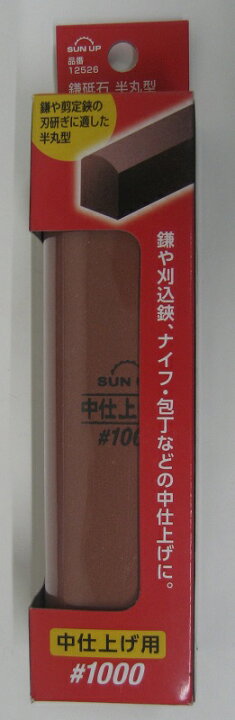 SUN UP
品番
12526
鎌砥石 半丸型
鎌や剪定鋏の
刃研ぎに適した
半丸型
鎌や刈込鋏、ナイフ・包丁などの中仕上げに。
SUN UP
中仕上
#100
中仕上げ用
#1000